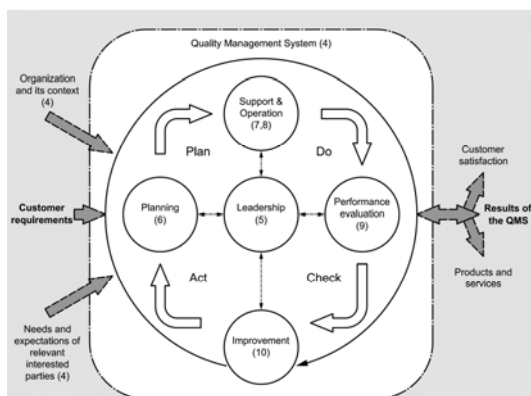 Quality Management System (4)
Organization
and its context
(4)
Support &
Operation
(7,8)
Plan
Do
Customer
satisfaction
Customer
requirements
Planning
(6)
Leadership
(5)
Performance
evaluation
(9)
Results of
the QMS
Act
Check
Products and
services
Needs and
expectations of
relevant
interested
parties (4)
Improvement
(10)